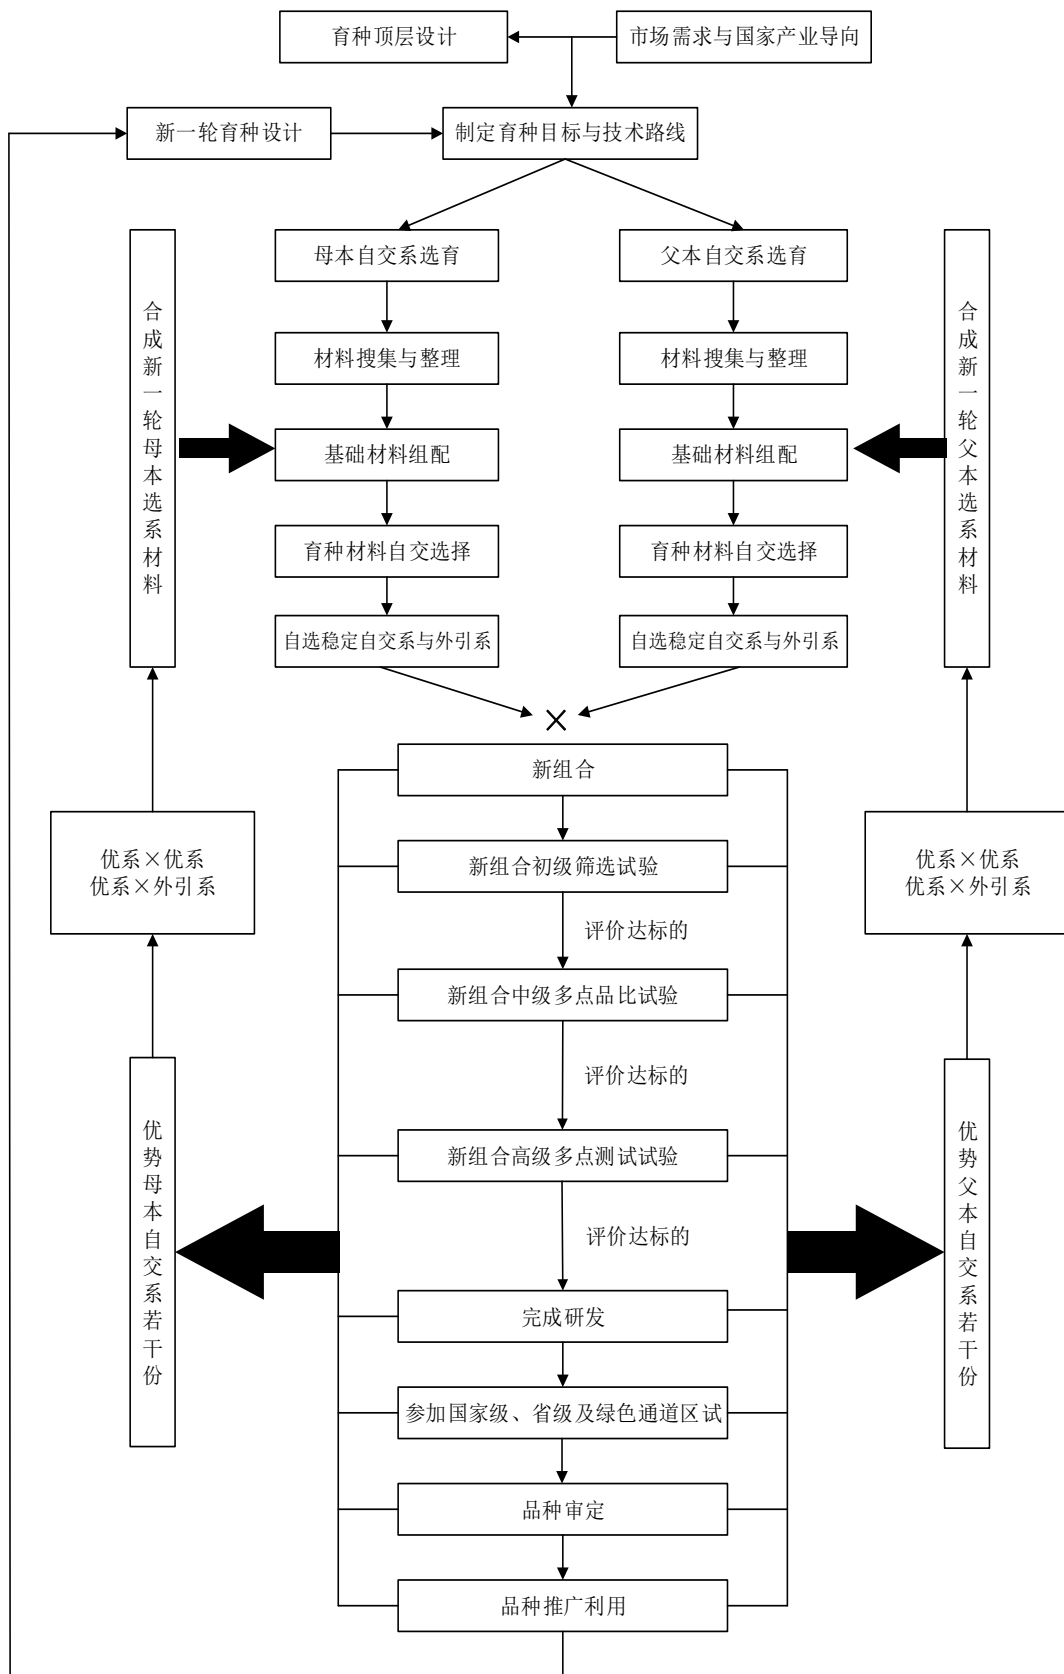 育种顶层设计
市场需求与国家产业导向
新一轮育种设计
制定育种目标与技术路线
母本自交系选育
父本自交系选育
合成新一轮母本选系材料
材料搜集与整理
材料搜集与整理
合成新一轮父本选系材料
基础材料组配
基础材料组配
育种材料自交选择
育种材料自交选择
自选稳定自交系与外引系
自选稳定自交系与外引系
×
新组合
优系×优系
优系×外引系
新组合初级筛选试验
优系×优系
优系×外引系
评价达标的
新组合中级多点品比试验
评价达标的
优势母本自交系若干份
新组合高级多点测试试验
优势父本自交系若干份
评价达标的
完成研发
参加国家级、省级及绿色通道区试
品种审定
品种推广利用